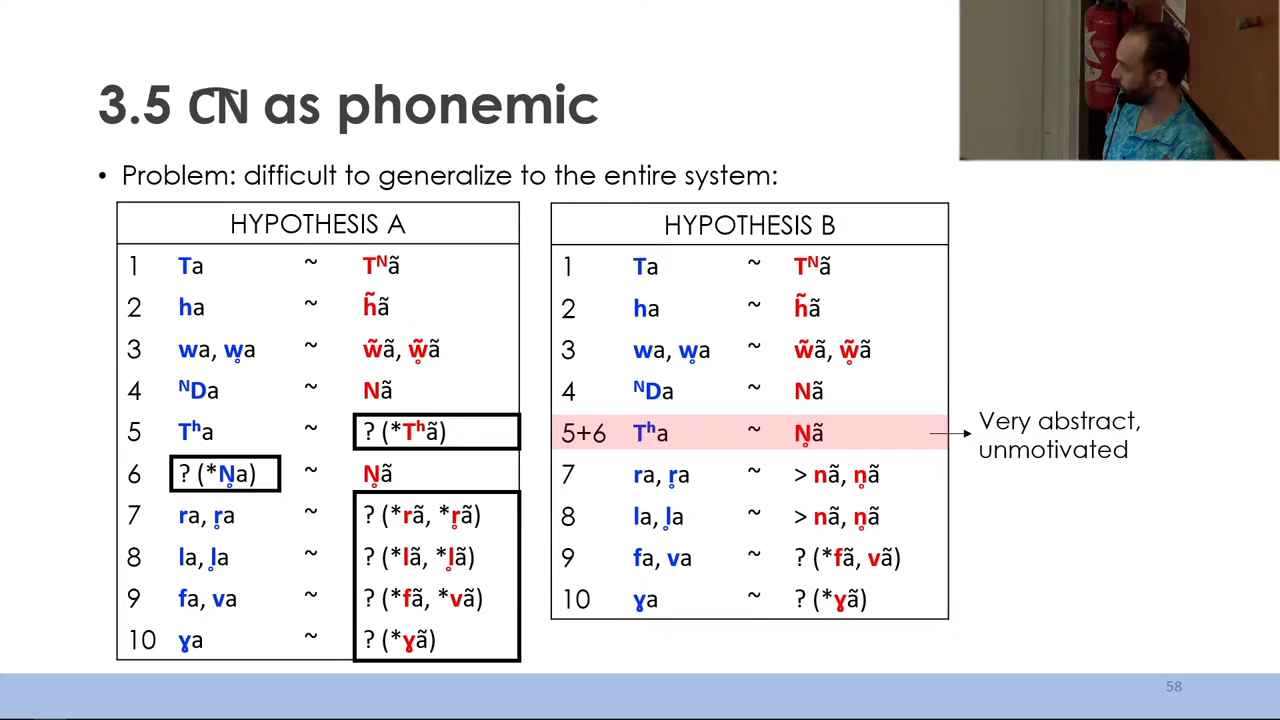 3.5 C͡N as phonemic
• Problem: difficult to generalize to the entire system:
HYPOTHESIS A
1 Ta ~ Tᴺã
2 ha ~ h̃ã
3 wa, w̥a ~ w̃ã, w̥̃ã
4 ᴺDa ~ Nã
5 Tʰa ~ ? (*Tʰã)
6 ? (*N̥a) ~ N̥ã
7 ra, r̥a ~ ? (*rã, *r̥ã)
8 la, l̥a ~ ? (*lã, *l̥ã)
9 fa, va ~ ? (*fã, *vã)
10 ɣa ~ ? (*ɣã)
HYPOTHESIS B
1 Ta ~ Tᴺã
2 ha ~ h̃ã
3 wa, w̥a ~ w̃ã, w̥̃ã
4 ᴺDa ~ Nã
5+6 Tʰa ~ N̥ã
7 ra, r̥a ~ > nã, n̥ã
8 la, l̥a ~ > nã, n̥ã
9 fa, va ~ ? (*fã, vã)
10 ɣa ~ ? (*ɣã)
Very abstract,
unmotivated
58